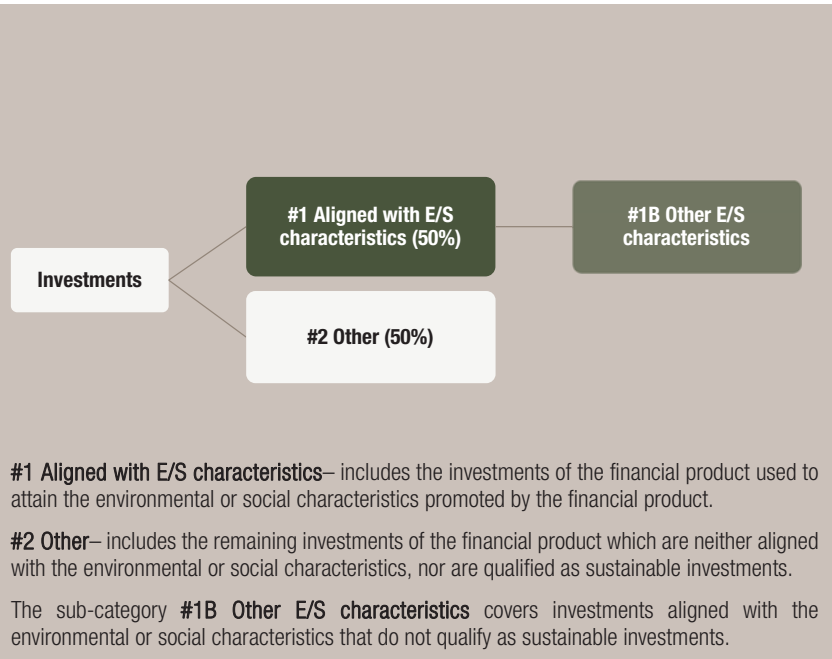 #1 Aligned with E/S
characteristics (50%)
#1B Other E/S
characteristics
Investments
#2 Other (50%)
#1 Aligned with E/S characteristics– includes the investments of the financial product used to
attain the environmental or social characteristics promoted by the financial product.
#2 Other– includes the remaining investments of the financial product which are neither aligned
with the environmental or social characteristics, nor are qualified as sustainable investments.
The sub-category #1B Other E/S characteristics covers investments aligned with the
environmental or social characteristics that do not qualify as sustainable investments.